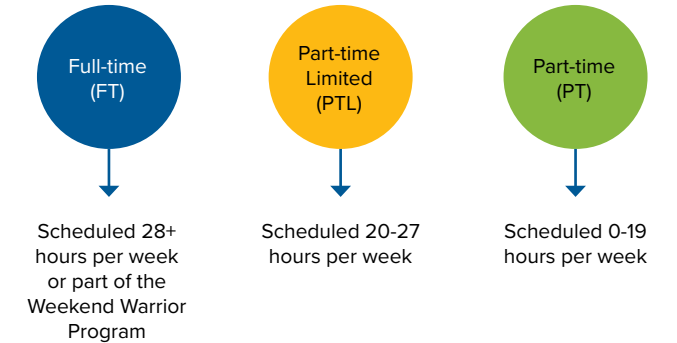 Full-time
(FT)
Part-time
Limited
(PTL)
Part-time
(PT)
Scheduled 28+
hours per week
or part of the
Weekend Warrior
Program
Scheduled 20-27
hours per week
Scheduled 0-19
hours per week